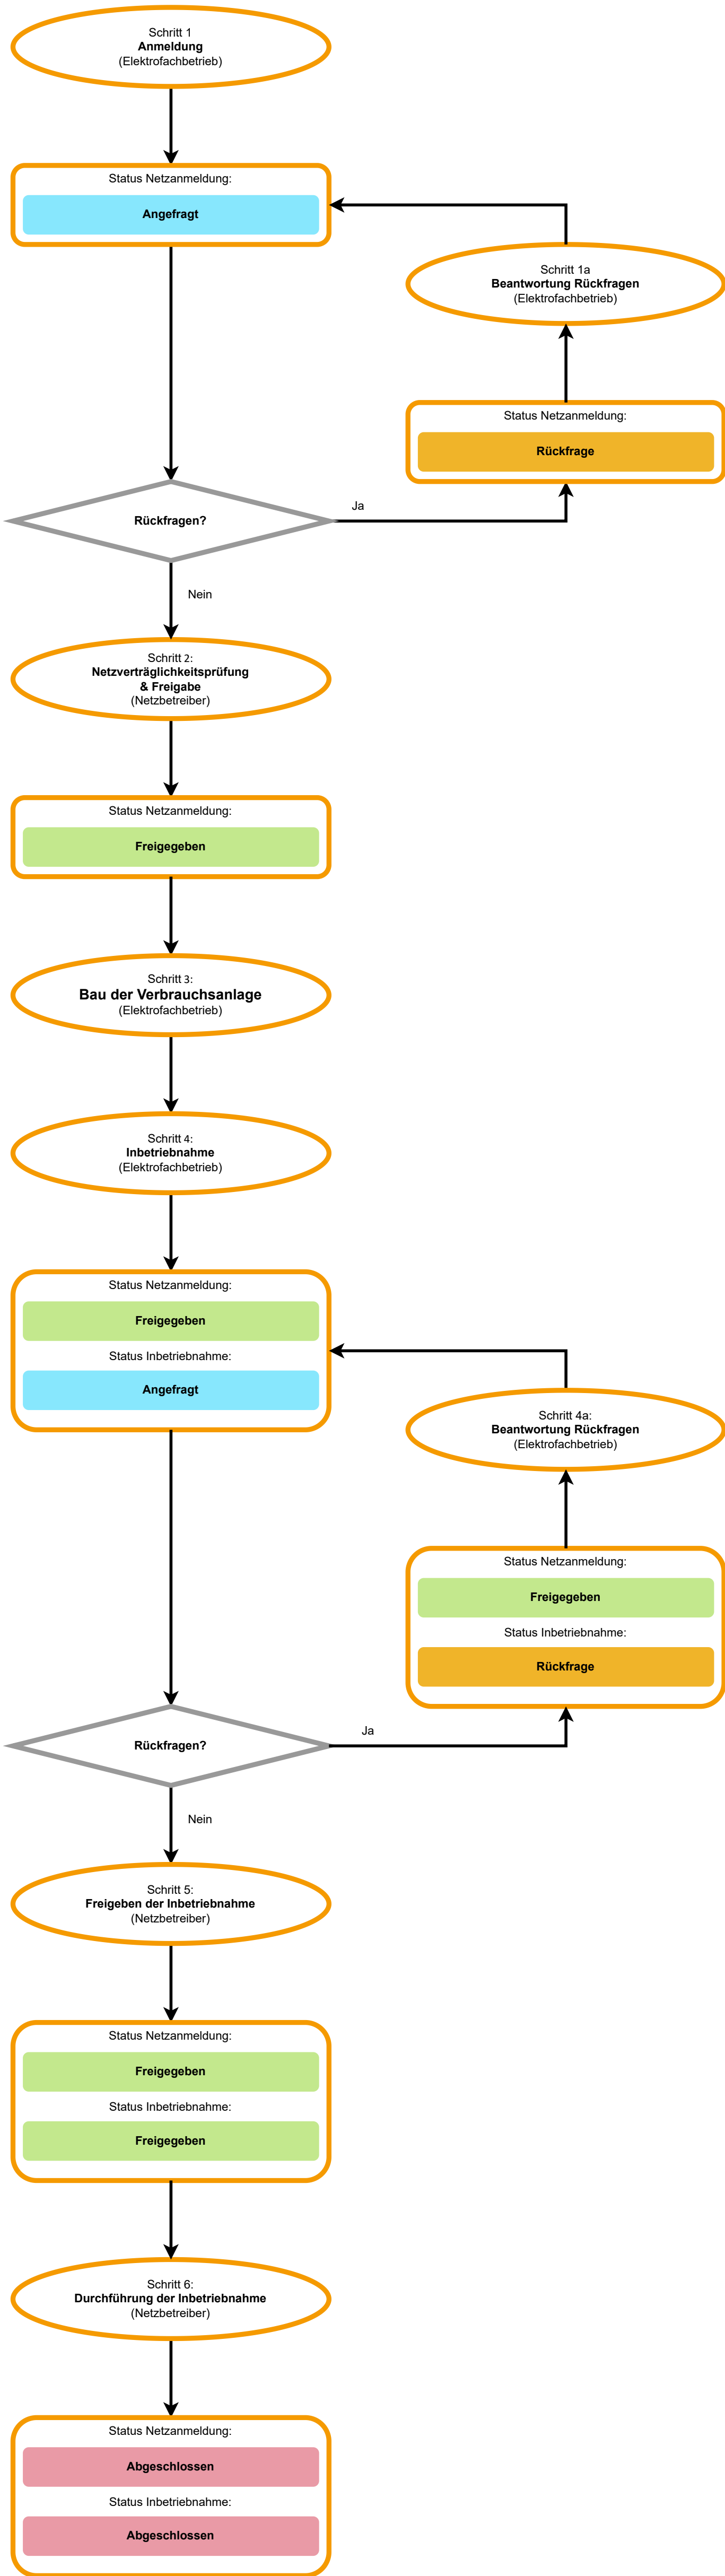 Schritt 1
Anmeldung
(Elektrofachbetrieb)
Status Netzanmeldung:
Angefragt
Schritt 1a
Beantwortung Rückfragen
(Elektrofachbetrieb)
Status Netzanmeldung:
Rückfrage
Rückfragen?
Ja
Nein
Schritt 2:
Netzverträglichkeitsprüfung
& Freigabe
(Netzbetreiber)
Status Netzanmeldung:
Freigegeben
Schritt 3:
Bau der Verbrauchsanlage
(Elektrofachbetrieb)
Schritt 4:
Inbetriebnahme
(Elektrofachbetrieb)
Status Netzanmeldung:
Freigegeben
Status Inbetriebnahme:
Angefragt
Schritt 4a:
Beantwortung Rückfragen
(Elektrofachbetrieb)
Status Netzanmeldung:
Freigegeben
Status Inbetriebnahme:
Rückfrage
Rückfragen?
Ja
Nein
Schritt 5:
Freigeben der Inbetriebnahme
(Netzbetreiber)
Status Netzanmeldung:
Freigegeben
Status Inbetriebnahme:
Freigegeben
Schritt 6:
Durchführung der Inbetriebnahme
(Netzbetreiber)
Status Netzanmeldung:
Abgeschlossen
Status Inbetriebnahme:
Abgeschlossen